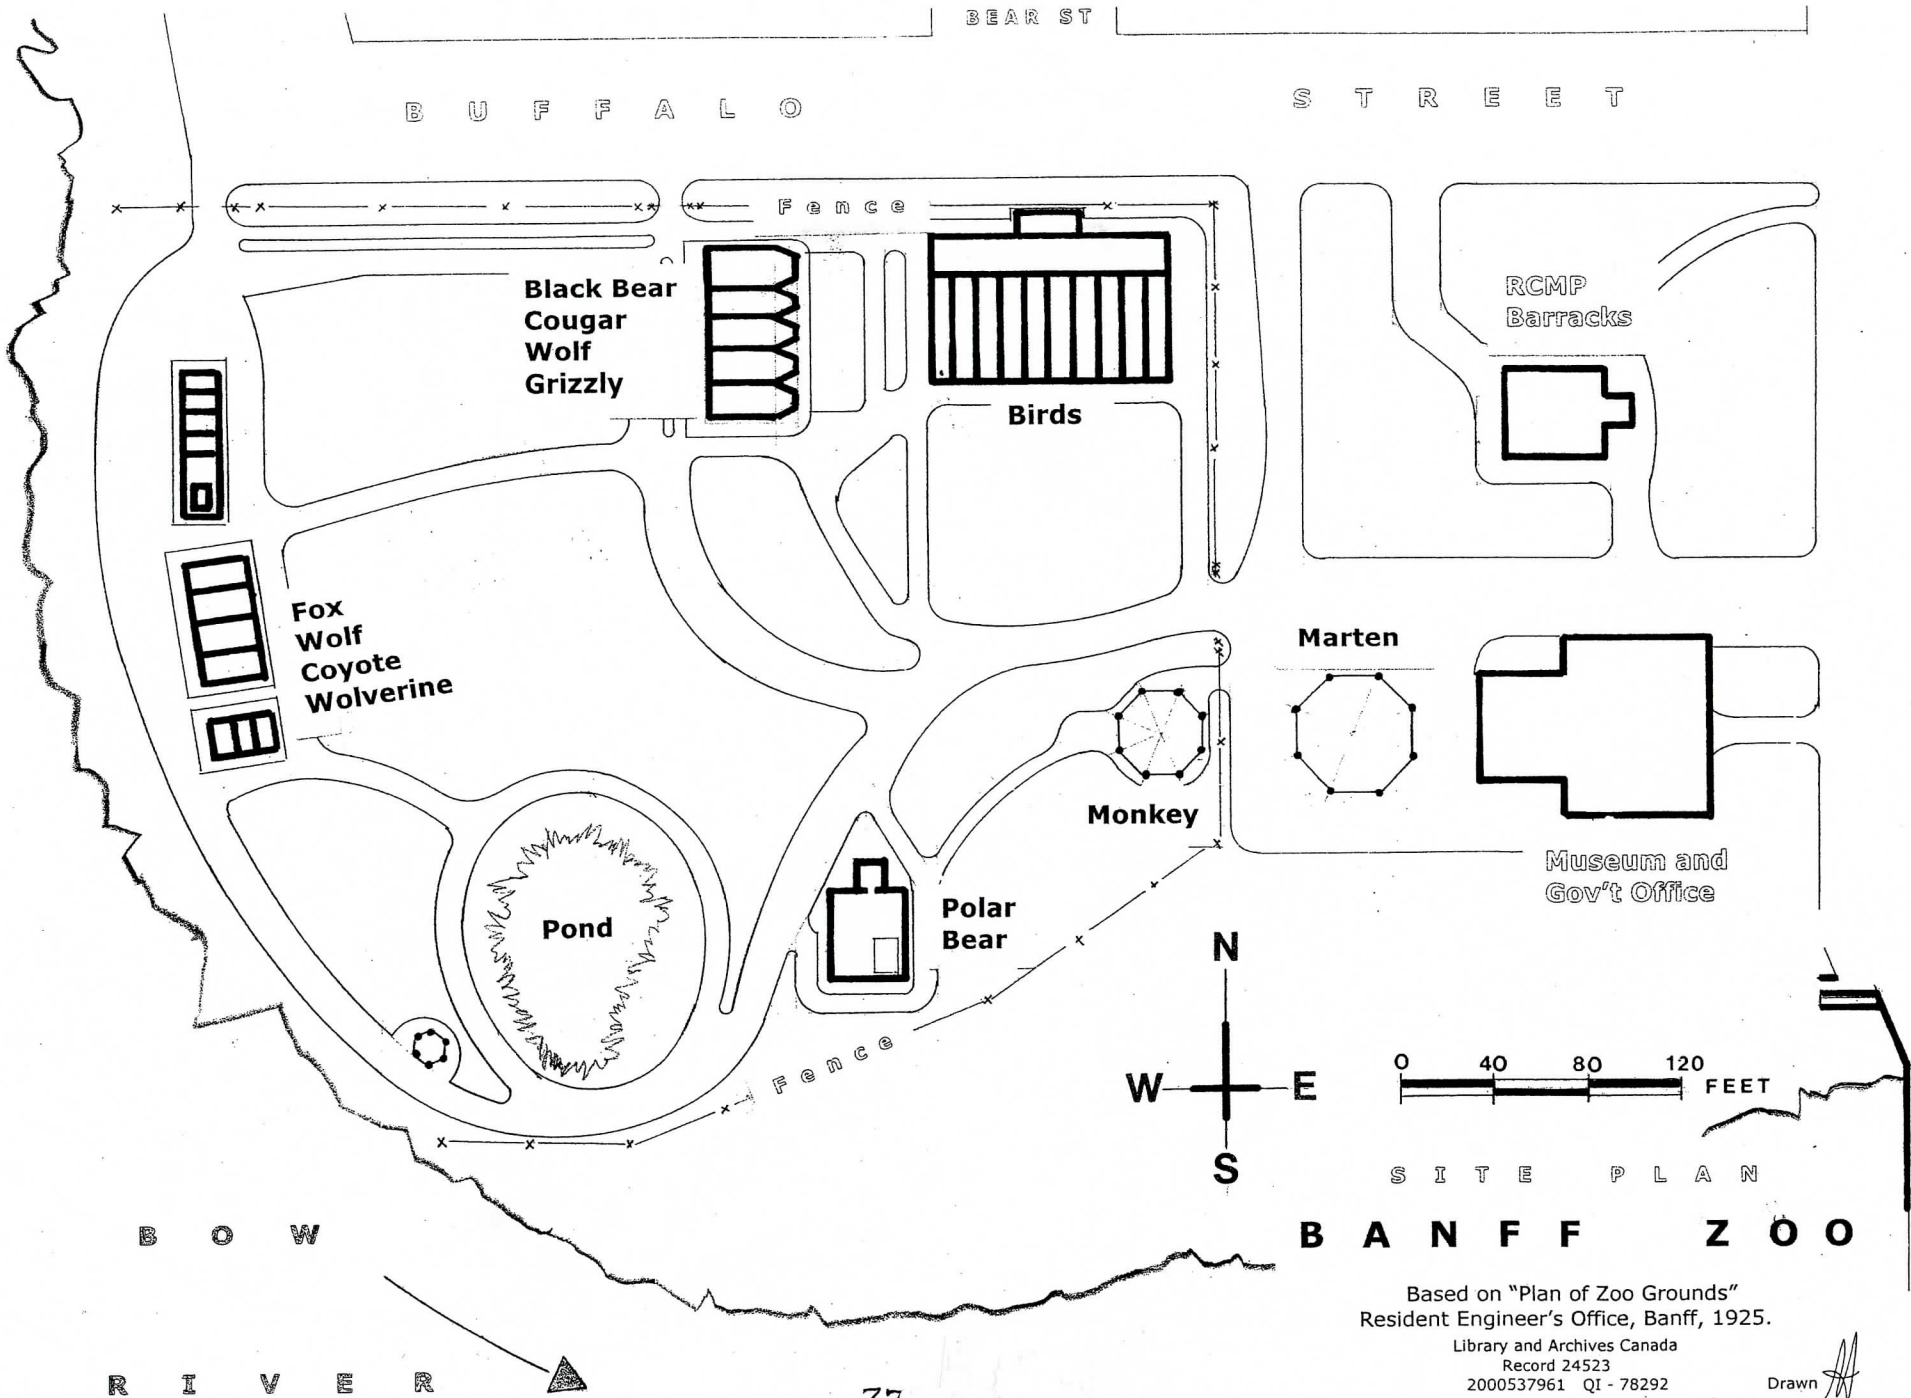 BEAR ST
BUFFALO STREET
Fence
Black Bear
Cougar
Wolf
Grizzly
Birds
RCMP
Barracks
Fox
Wolf
Coyote
Wolverine
Marten
Monkey
Museum and
Gov't Office
Pond
Polar
Bear
Fence
N
W E
S
0 40 80 120
FEET
SITE PLAN
BANFF ZOO
BOW
RIVER
Based on “Plan of Zoo Grounds”
Resident Engineer's Office, Banff, 1925.
Library and Archives Canada
Record 24523
2000537961 QI - 78292
Drawn